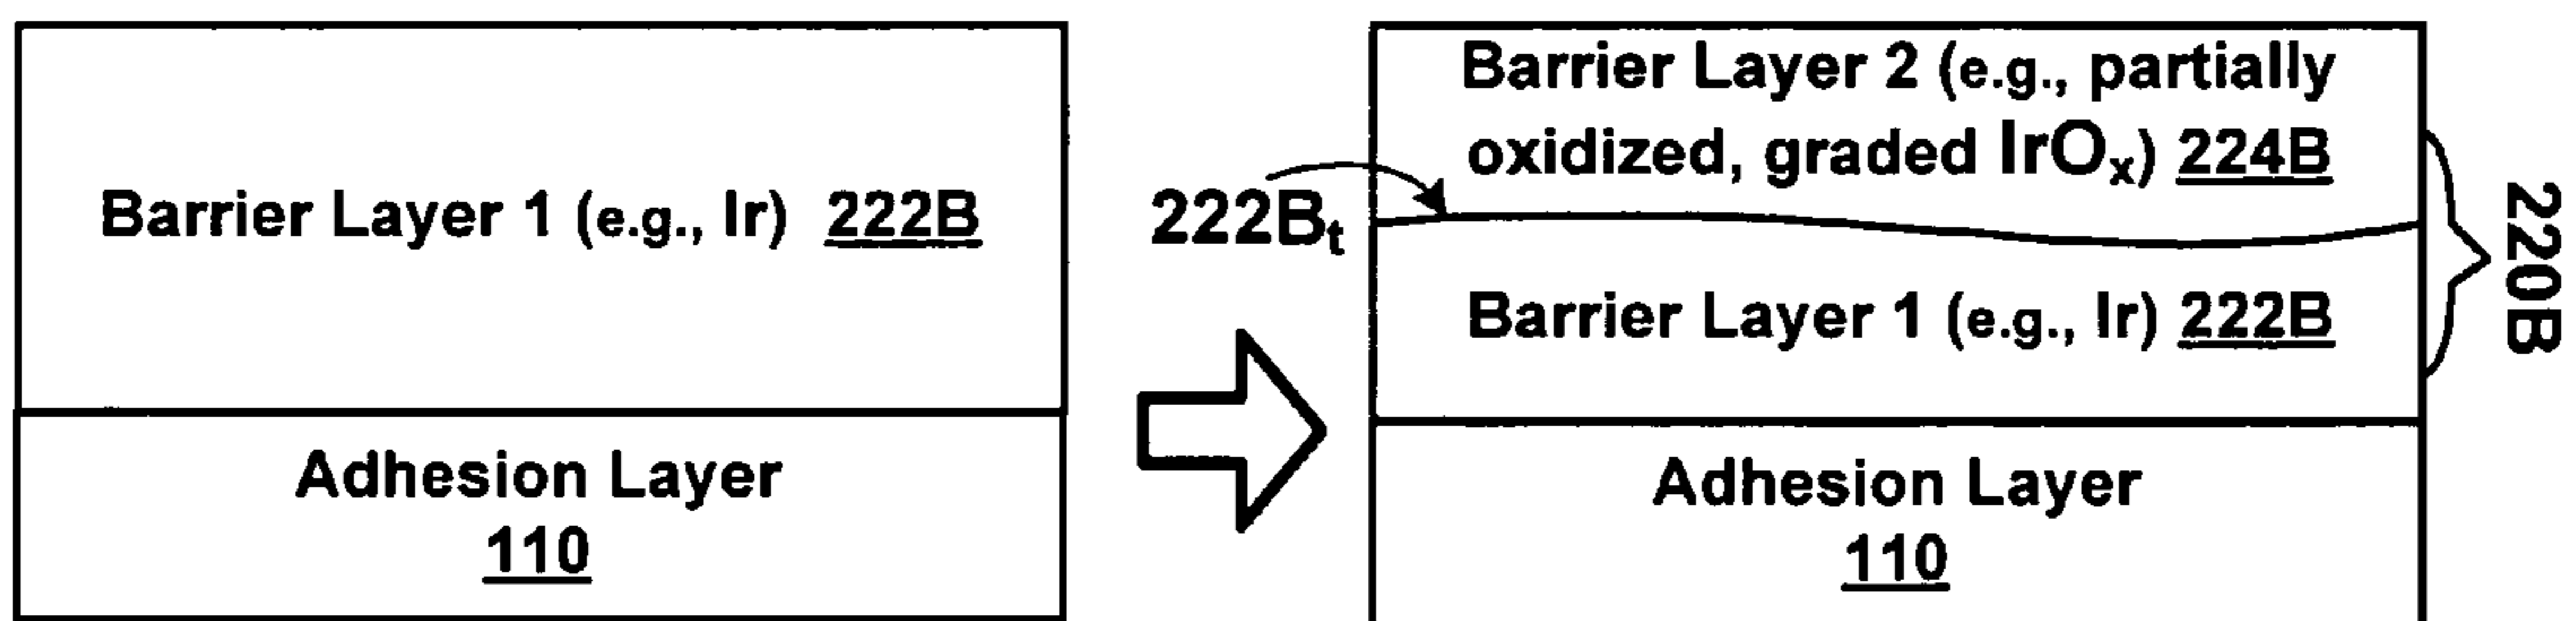 Barrier Layer 1 (e.g., Ir) 222B
Adhesion Layer
110
222Bt
Barrier Layer 2 (e.g., partially
oxidized, graded IrOx) 224B
Barrier Layer 1 (e.g., Ir) 222B
Adhesion Layer
110
220B